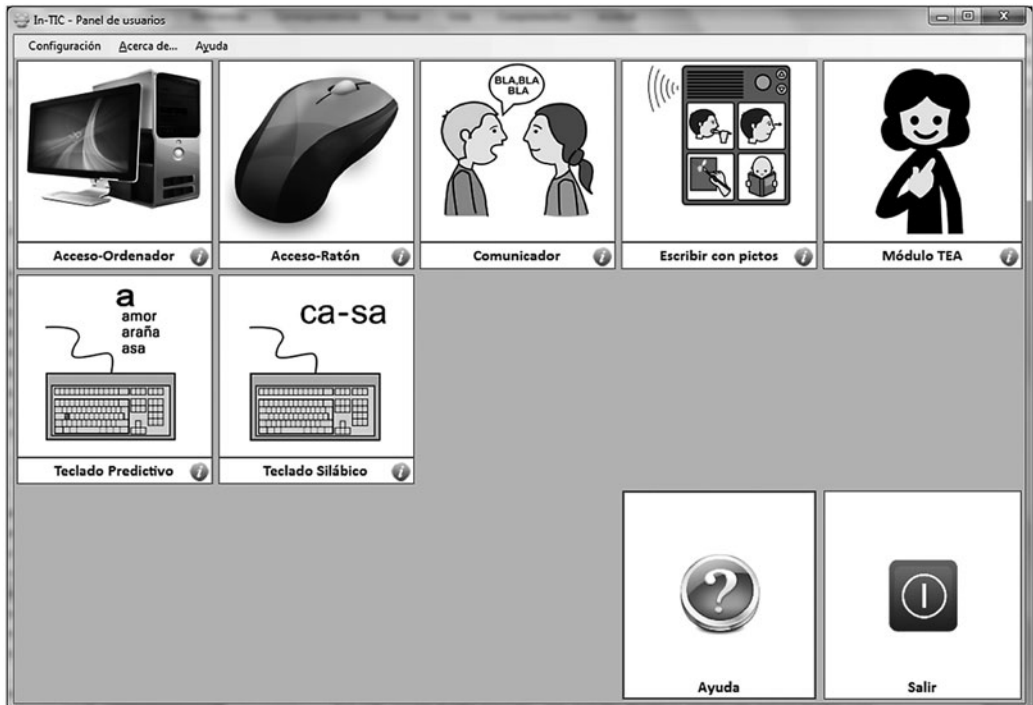 In-TIC - Panel de usuarios
Configuración Acerca de... Ayuda
BLA,BLA
BLA
Acceso-Ordenador
Acceso-Ratón
Comunicador
Escribir con pictos
Módulo TEA
a
amor
araña
asa
ca-sa
Teclado Predictivo
Teclado Silábico
?
Ayuda
Salir